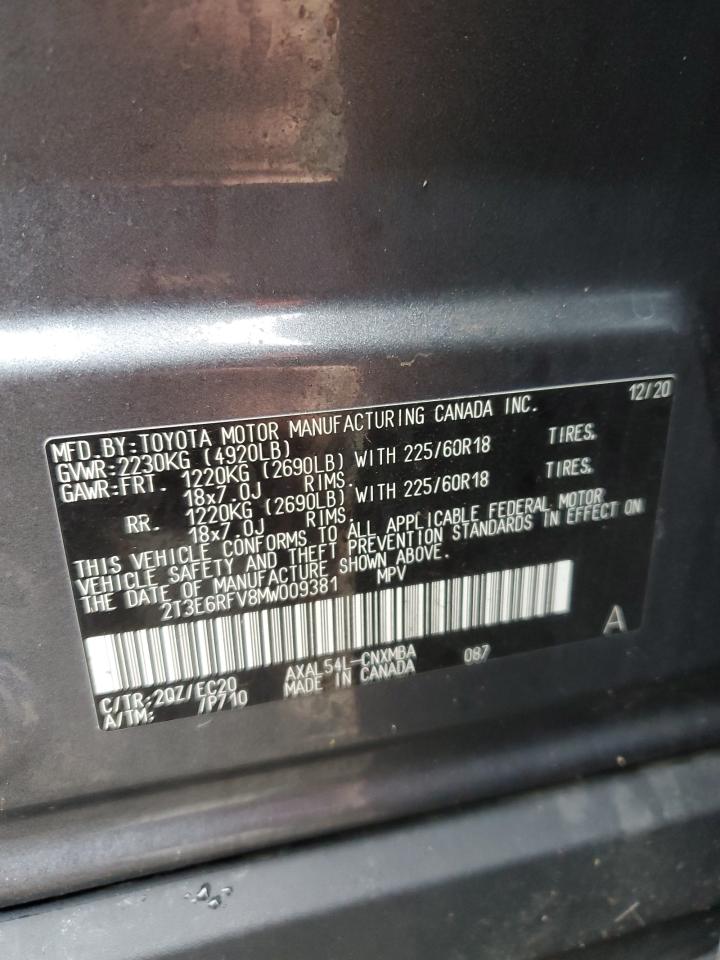 MFD.BY:TOYOTA MOTOR MANUFACTURING CANADA INC. 12/20
GVWR:2230KG (4920LB)
GAWR:FRT. 1220KG (2690LB) WITH 225/60R18 TIRES.
18x7.0J RIMS.
RR. 1220KG (2690LB) WITH 225/60R18 TIRES.
18x7.0J RIMS.
THIS VEHICLE CONFORMS TO ALL APPLICABLE FEDERAL MOTOR
VEHICLE SAFETY AND THEFT PREVENTION STANDARDS IN EFFECT ON
THE DATE OF MANUFACTURE SHOWN ABOVE.
2T3E6RFV8MW009381 MPV
A
C/TR:2QZ/EC20 AXAL54L-CNXMBA 087
A/TM: /P710 MADE IN CANADA